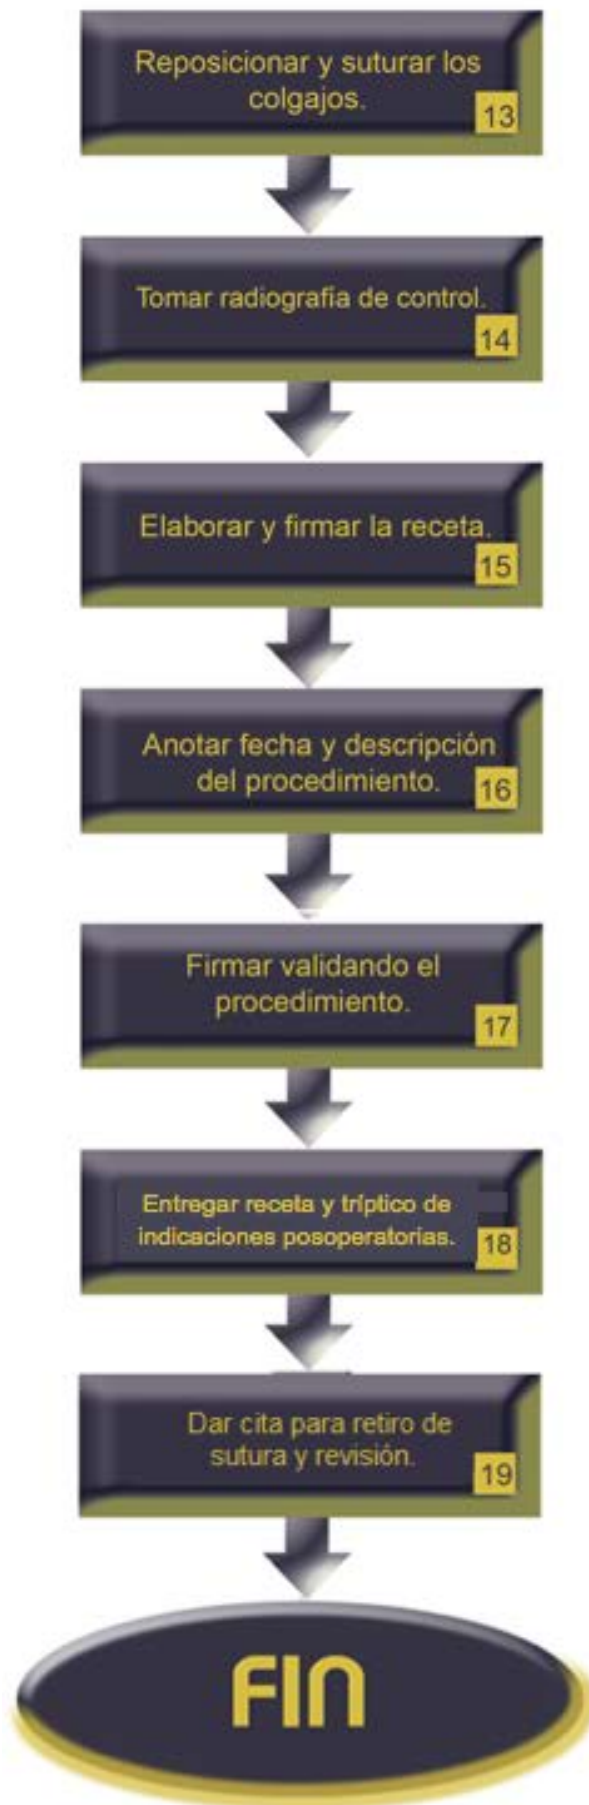 Reposicionar y suturar los
colgajos.
13
Tomar radiografía de control.
14
Elaborar y firmar la receta.
15
Anotar fecha y descripción
del procedimiento.
16
Firmar validando el
procedimiento.
17
Entregar receta y tríptico de
indicaciones posoperatorias.
18
Dar cita para retiro de
sutura y revisión.
19
FIN